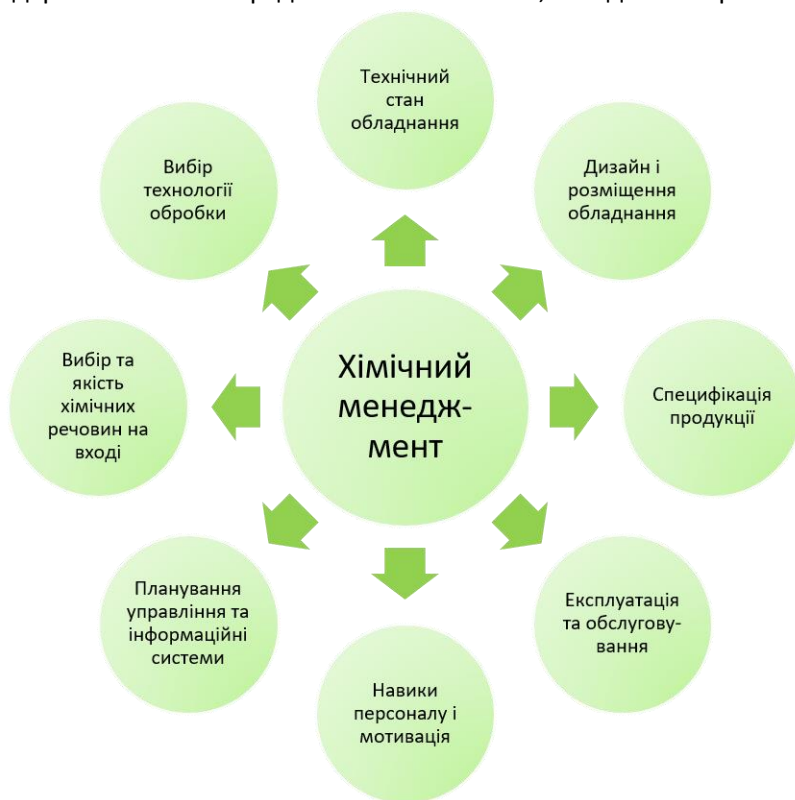 Технічний
стан
обладнання
Дизайн і
розміщення
обладнання
Специфікація
продукції
Експлуатація
та обслугову-
вання
Навики
персоналу і
мотивація
Планування
управління та
інформаційні
системи
Вибір та
якість
хімічних
речовин на
вході
Вибір
технології
обробки
Хімічний
менедж-
мент